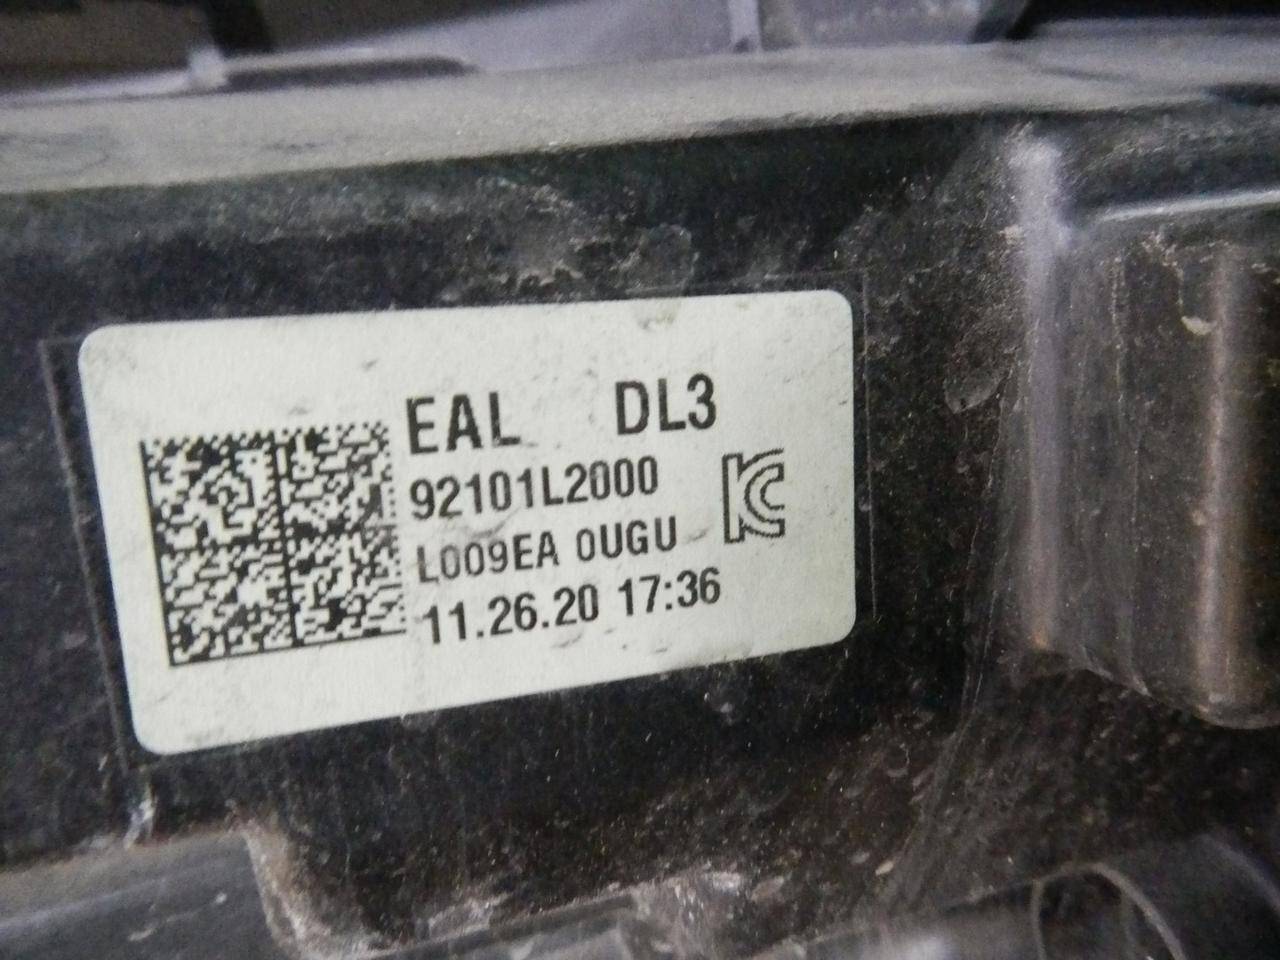 EAL DL3
92101L2000
L009EA 0UGU
11.26.20 17:36